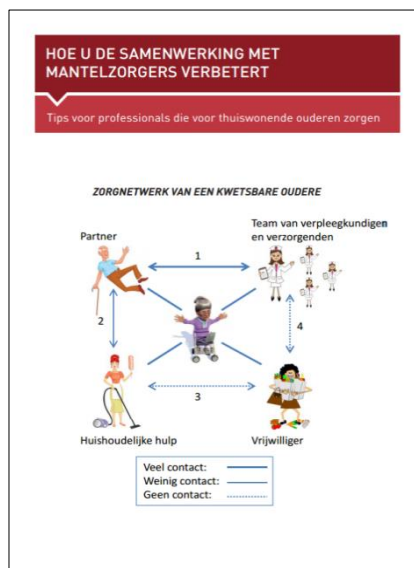 HOE U DE SAMENWERKING MET
MANTELZORGERS VERBETERT
Tips voor professionals die voor thuiswonende ouderen zorgen
ZORGNETWERK VAN EEN KWETSBARE OUDERE
Partner
Team van verpleegkundigen
en verzorgenden
1
2
4
3
Huishoudelijke hulp
Vrijwilliger
Veel contact:
Weinig contact:
Geen contact: